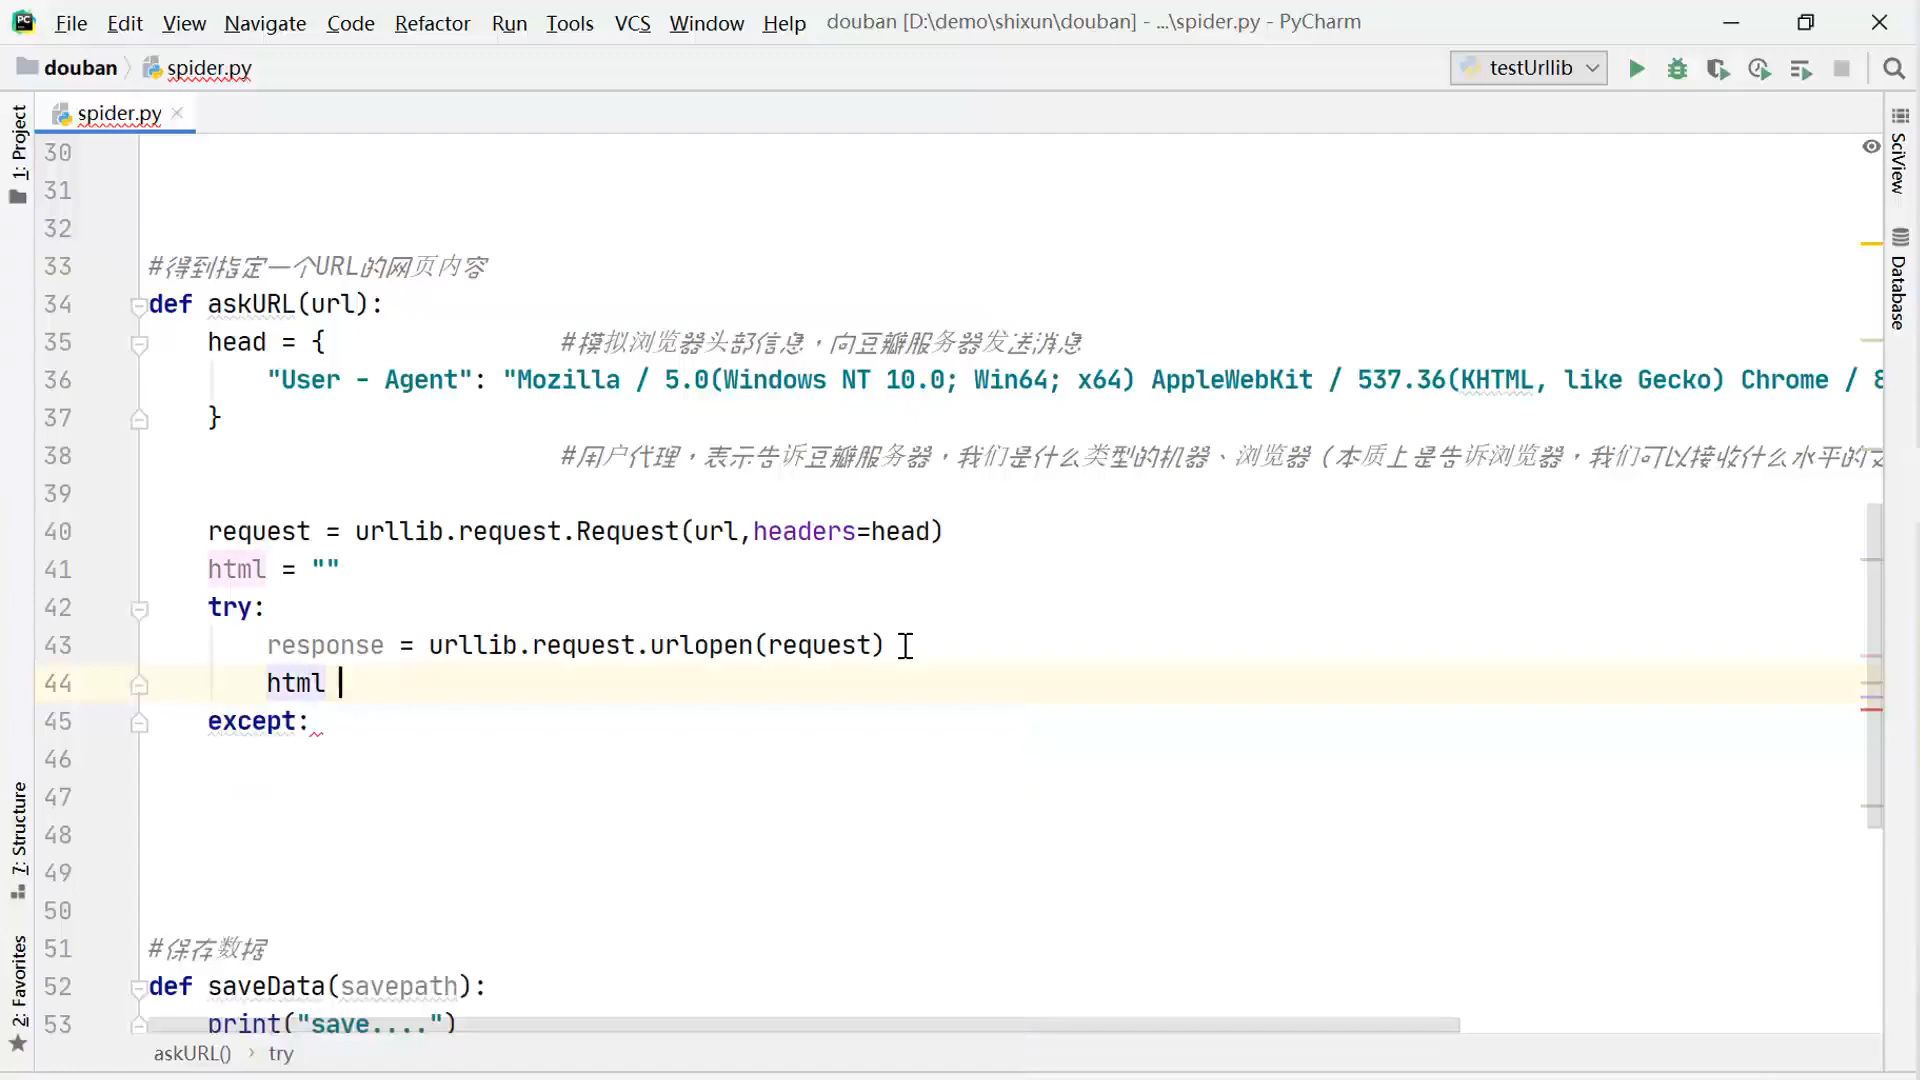 File Edit View Navigate Code Refactor Run Tools VCS Window Help douban [D:\demo\shixun\douban] - ...\spider.py - PyCharm
douban spider.py testUrllib
spider.py
1: Project
7: Structure
2: Favorites
SciView
Database
30
31
32
33 #得到指定一个URL的网页内容
34 def askURL(url):
35 head = { #模拟浏览器头部信息，向豆瓣服务器发送消息
36 "User - Agent": "Mozilla / 5.0(Windows NT 10.0; Win64; x64) AppleWebKit / 537.36(KHTML, like Gecko) Chrome / 8
37 }
38 #用户代理，表示告诉豆瓣服务器，我们是什么类型的机器、浏览器（本质上是告诉浏览器，我们可以接收什么水平的
39
40 request = urllib.request.Request(url,headers=head)
41 html = ""
42 try:
43 response = urllib.request.urlopen(request)
44 html
45 except:
46
47
48
49
50
51 #保存数据
52 def saveData(savepath):
53 print("save....")
askURL() › try